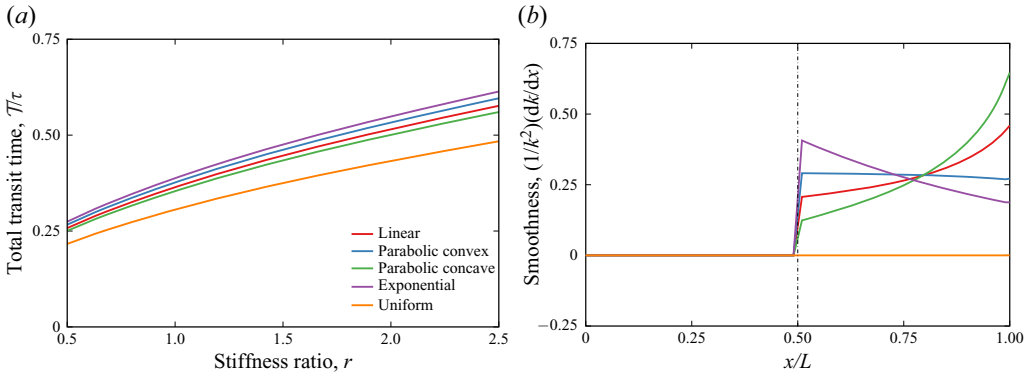 (a)
0.75
0.50
0.25
0
Total transit time, 𝒯/τ
0.5
1.0
1.5
2.0
2.5
Stiffness ratio, r
Linear
Parabolic convex
Parabolic concave
Exponential
Uniform
(b)
0.75
0.50
0.25
0
−0.25
Smoothness, (1/k²)(dk/dx)
0
0.25
0.50
0.75
1.00
x/L